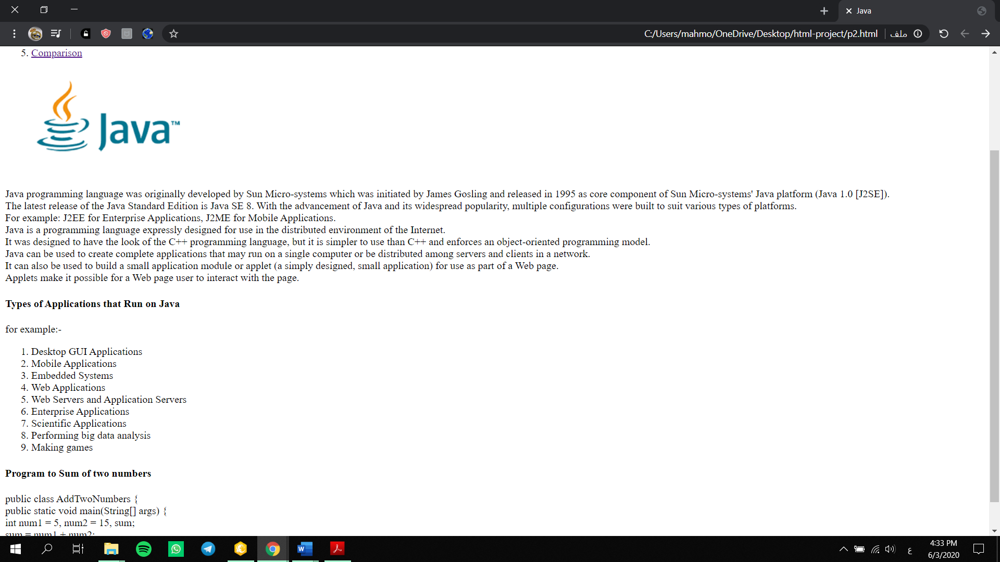 Java
C:/Users/mahmo/OneDrive/Desktop/html-project/p2.html
ملف
5. Comparison
Java™
Java programming language was originally developed by Sun Micro-systems which was initiated by James Gosling and released in 1995 as core component of Sun Micro-systems' Java platform (Java 1.0 [J2SE]).
The latest release of the Java Standard Edition is Java SE 8. With the advancement of Java and its widespread popularity, multiple configurations were built to suit various types of platforms.
For example: J2EE for Enterprise Applications, J2ME for Mobile Applications.
Java is a programming language expressly designed for use in the distributed environment of the Internet.
It was designed to have the look of the C++ programming language, but it is simpler to use than C++ and enforces an object-oriented programming model.
Java can be used to create complete applications that may run on a single computer or be distributed among servers and clients in a network.
It can also be used to build a small application module or applet (a simply designed, small application) for use as part of a Web page.
Applets make it possible for a Web page user to interact with the page.
Types of Applications that Run on Java
for example:-
1. Desktop GUI Applications
2. Mobile Applications
3. Embedded Systems
4. Web Applications
5. Web Servers and Application Servers
6. Enterprise Applications
7. Scientific Applications
8. Performing big data analysis
9. Making games
Program to Sum of two numbers
public class AddTwoNumbers {
public static void main(String[] args) {
int num1 = 5, num2 = 15, sum;
sum = num1 + num2;
ع
4:33 PM
6/3/2020